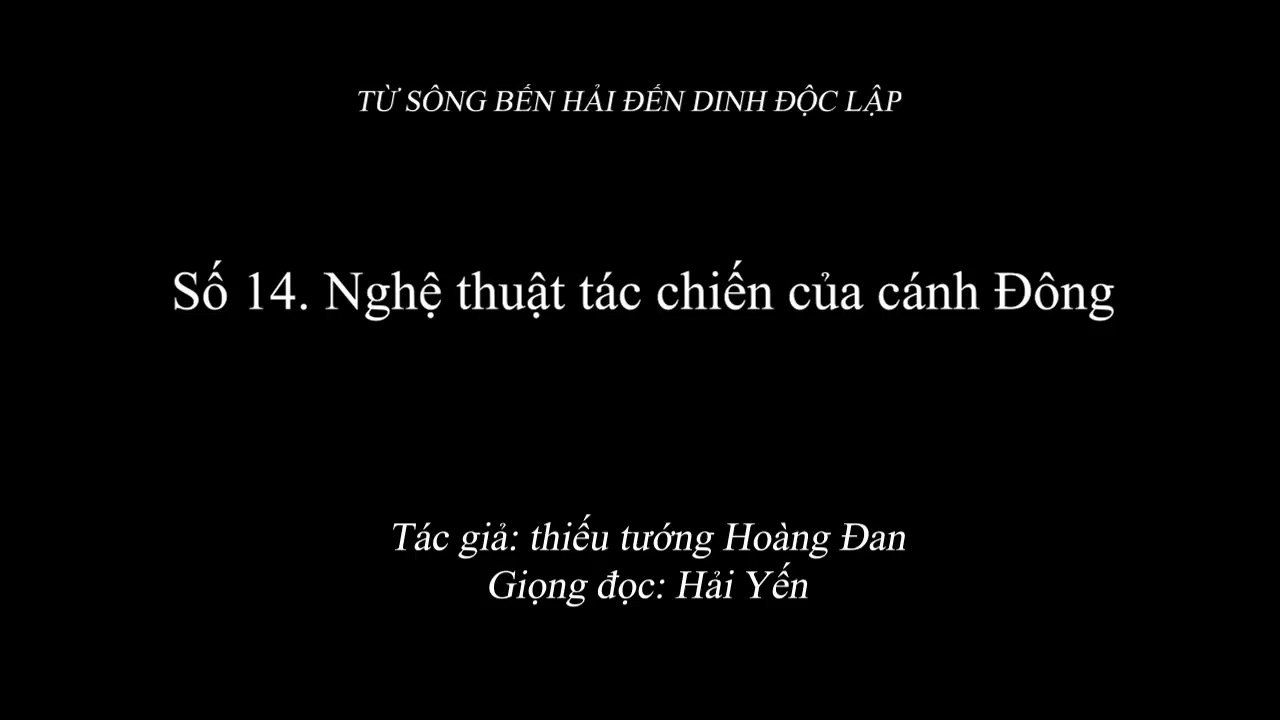 TỪ SÔNG BẾN HẢI ĐẾN DINH ĐỘC LẬP
Số 14. Nghệ thuật tác chiến của cánh Đông
Tác giả: thiếu tướng Hoàng Đan
Giọng đọc: Hải Yến